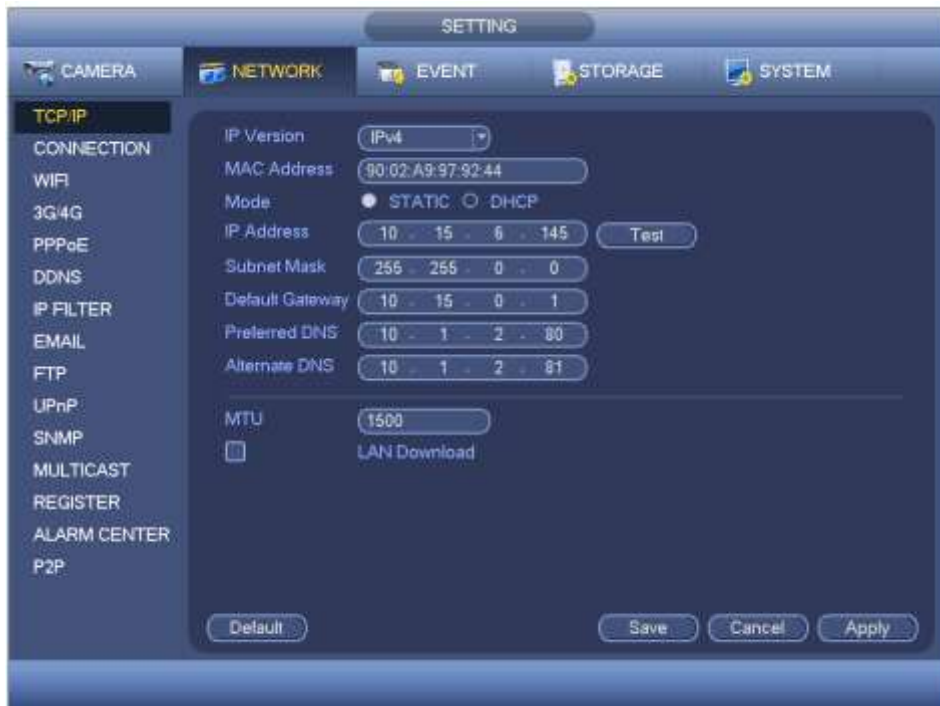 SETTING
CAMERA NETWORK EVENT STORAGE SYSTEM
TCP/IP
CONNECTION
WIFI
3G/4G
PPPoE
DDNS
IP FILTER
EMAIL
FTP
UPnP
SNMP
MULTICAST
REGISTER
ALARM CENTER
P2P
IP Version IPv4
MAC Address 90:02:A9:97:92:44
Mode STATIC DHCP
IP Address 10 . 15 . 6 . 145 Test
Subnet Mask 255 . 255 . 0 . 0
Default Gateway 10 . 15 . 0 . 1
Preferred DNS 10 . 1 . 2 . 80
Alternate DNS 10 . 1 . 2 . 81
MTU 1500
LAN Download
Default Save Cancel Apply